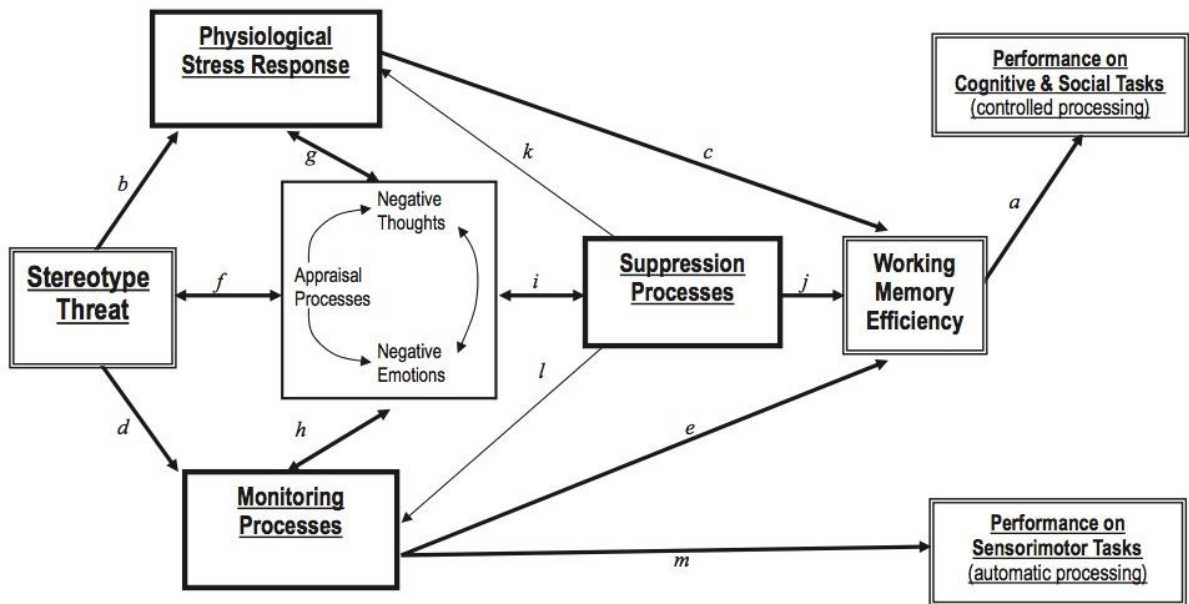 Physiological
Stress Response
Performance on
Cognitive & Social Tasks
(controlled processing)
c
k
g
b
a
Negative
Thoughts
Stereotype
Threat
f
Appraisal
Processes
i
Suppression
Processes
j
Working
Memory
Efficiency
Negative
Emotions
l
d
h
e
Monitoring
Processes
m
Performance on
Sensorimotor Tasks
(automatic processing)